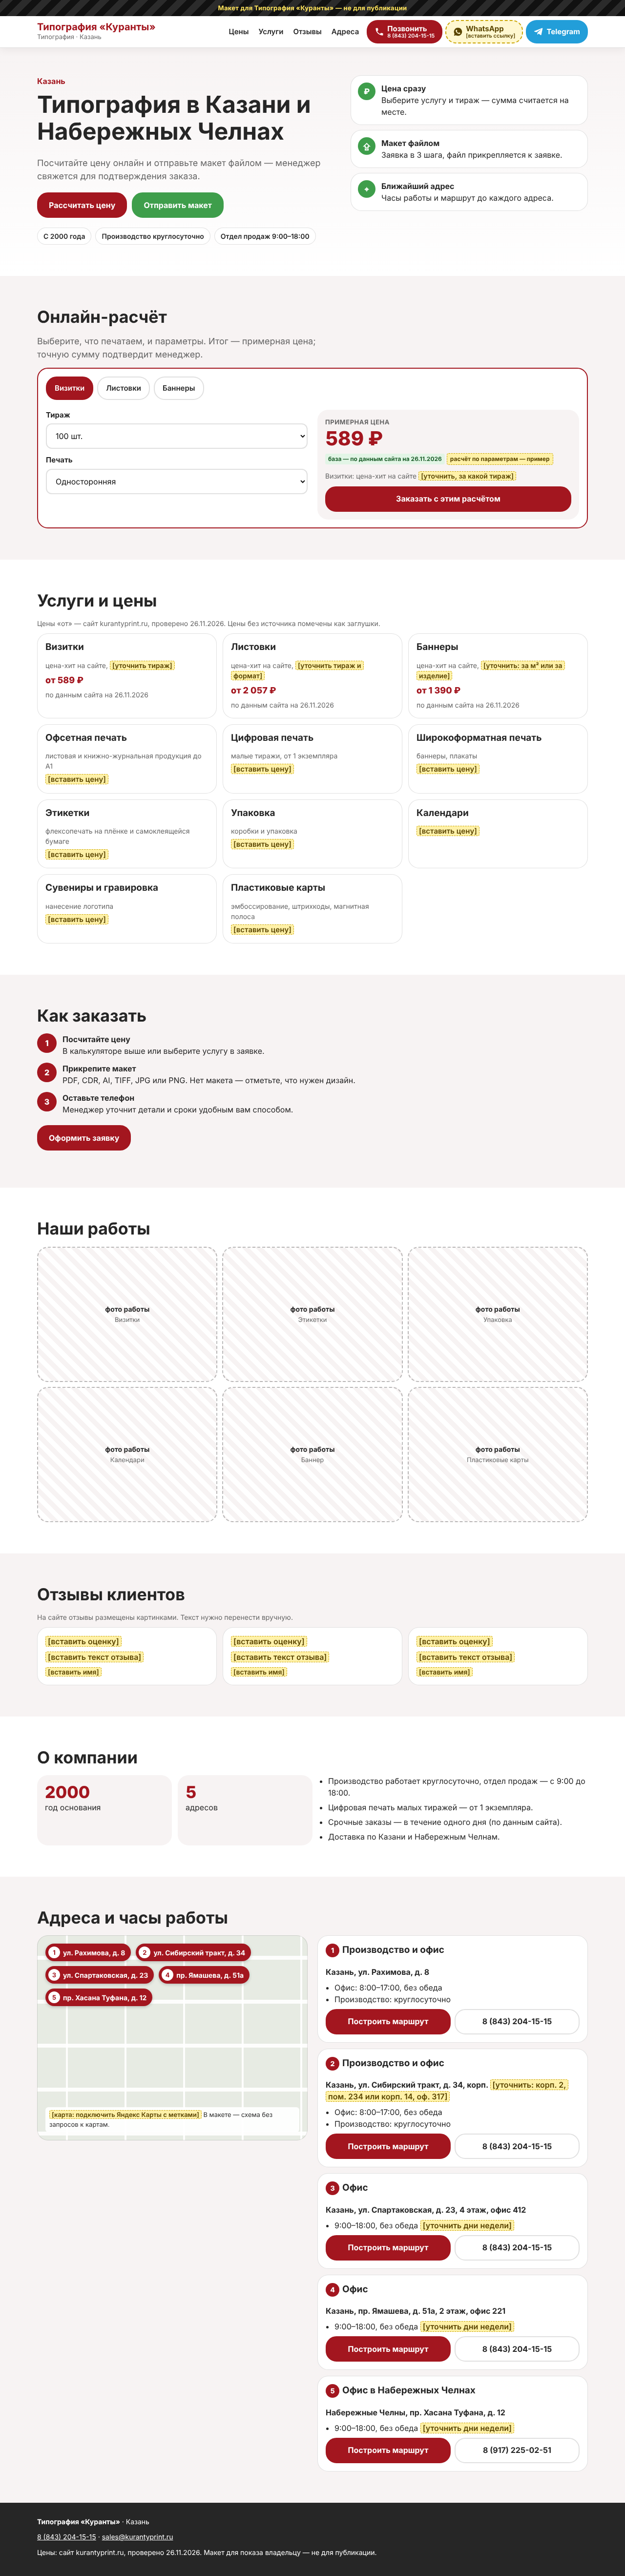 Макет для Типография «Куранты» — не для публикации
Типография «Куранты»
Типография · Казань
Цены
Услуги
Отзывы
Адреса
Позвонить
8 (843) 204-15-15
WhatsApp
[вставить ссылку]
Telegram
Казань
Типография в Казани и
Набережных Челнах
Посчитайте цену онлайн и отправьте макет файлом — менеджер
свяжется для подтверждения заказа.
Рассчитать цену
Отправить макет
С 2000 года
Производство круглосуточно
Отдел продаж 9:00–18:00
₽
Цена сразу
Выберите услугу и тираж — сумма считается на
месте.
Макет файлом
Заявка в 3 шага, файл прикрепляется к заявке.
Ближайший адрес
Часы работы и маршрут до каждого адреса.
Онлайн-расчёт
Выберите, что печатаем, и параметры. Итог — примерная цена;
точную сумму подтвердит менеджер.
Визитки
Листовки
Баннеры
Тираж
100 шт.
Печать
Односторонняя
ПРИМЕРНАЯ ЦЕНА
589 ₽
база — по данным сайта на 26.11.2026
расчёт по параметрам — пример
Визитки: цена-хит на сайте [уточнить, за какой тираж]
Заказать с этим расчётом
Услуги и цены
Цены «от» — сайт kurantyprint.ru, проверено 26.11.2026. Цены без источника помечены как заглушки.
Визитки
цена-хит на сайте, [уточнить тираж]
от 589 ₽
по данным сайта на 26.11.2026
Листовки
цена-хит на сайте, [уточнить тираж и
формат]
от 2 057 ₽
по данным сайта на 26.11.2026
Баннеры
цена-хит на сайте, [уточнить: за м² или за
изделие]
от 1 390 ₽
по данным сайта на 26.11.2026
Офсетная печать
листовая и книжно-журнальная продукция до
А1
[вставить цену]
Цифровая печать
малые тиражи, от 1 экземпляра
[вставить цену]
Широкоформатная печать
баннеры, плакаты
[вставить цену]
Этикетки
флексопечать на плёнке и самоклеящейся
бумаге
[вставить цену]
Упаковка
коробки и упаковка
[вставить цену]
Календари
[вставить цену]
Сувениры и гравировка
нанесение логотипа
[вставить цену]
Пластиковые карты
эмбоссирование, штрихкоды, магнитная
полоса
[вставить цену]
Как заказать
1
Посчитайте цену
В калькуляторе выше или выберите услугу в заявке.
2
Прикрепите макет
PDF, CDR, AI, TIFF, JPG или PNG. Нет макета — отметьте, что нужен дизайн.
3
Оставьте телефон
Менеджер уточнит детали и сроки удобным вам способом.
Оформить заявку
Наши работы
фото работы
Визитки
фото работы
Этикетки
фото работы
Упаковка
фото работы
Календари
фото работы
Баннер
фото работы
Пластиковые карты
Отзывы клиентов
На сайте отзывы размещены картинками. Текст нужно перенести вручную.
[вставить оценку]
[вставить текст отзыва]
[вставить имя]
[вставить оценку]
[вставить текст отзыва]
[вставить имя]
[вставить оценку]
[вставить текст отзыва]
[вставить имя]
О компании
2000
год основания
5
адресов
Производство работает круглосуточно, отдел продаж — с 9:00 до
18:00.
Цифровая печать малых тиражей — от 1 экземпляра.
Срочные заказы — в течение одного дня (по данным сайта).
Доставка по Казани и Набережным Челнам.
Адреса и часы работы
1 ул. Рахимова, д. 8
2 ул. Сибирский тракт, д. 34
3 ул. Спартаковская, д. 23
4 пр. Ямашева, д. 51а
5 пр. Хасана Туфана, д. 12
[карта: подключить Яндекс Карты с метками] В макете — схема без
запросов к картам.
1 Производство и офис
Казань, ул. Рахимова, д. 8
Офис: 8:00–17:00, без обеда
Производство: круглосуточно
Построить маршрут
8 (843) 204-15-15
2 Производство и офис
Казань, ул. Сибирский тракт, д. 34, корп. [уточнить: корп. 2,
пом. 234 или корп. 14, оф. 317]
Офис: 8:00–17:00, без обеда
Производство: круглосуточно
Построить маршрут
8 (843) 204-15-15
3 Офис
Казань, ул. Спартаковская, д. 23, 4 этаж, офис 412
9:00–18:00, без обеда [уточнить дни недели]
Построить маршрут
8 (843) 204-15-15
4 Офис
Казань, пр. Ямашева, д. 51а, 2 этаж, офис 221
9:00–18:00, без обеда [уточнить дни недели]
Построить маршрут
8 (843) 204-15-15
5 Офис в Набережных Челнах
Набережные Челны, пр. Хасана Туфана, д. 12
9:00–18:00, без обеда [уточнить дни недели]
Построить маршрут
8 (917) 225-02-51
Типография «Куранты» · Казань
8 (843) 204-15-15 · sales@kurantyprint.ru
Цены: сайт kurantyprint.ru, проверено 26.11.2026. Макет для показа владельцу — не для публикации.